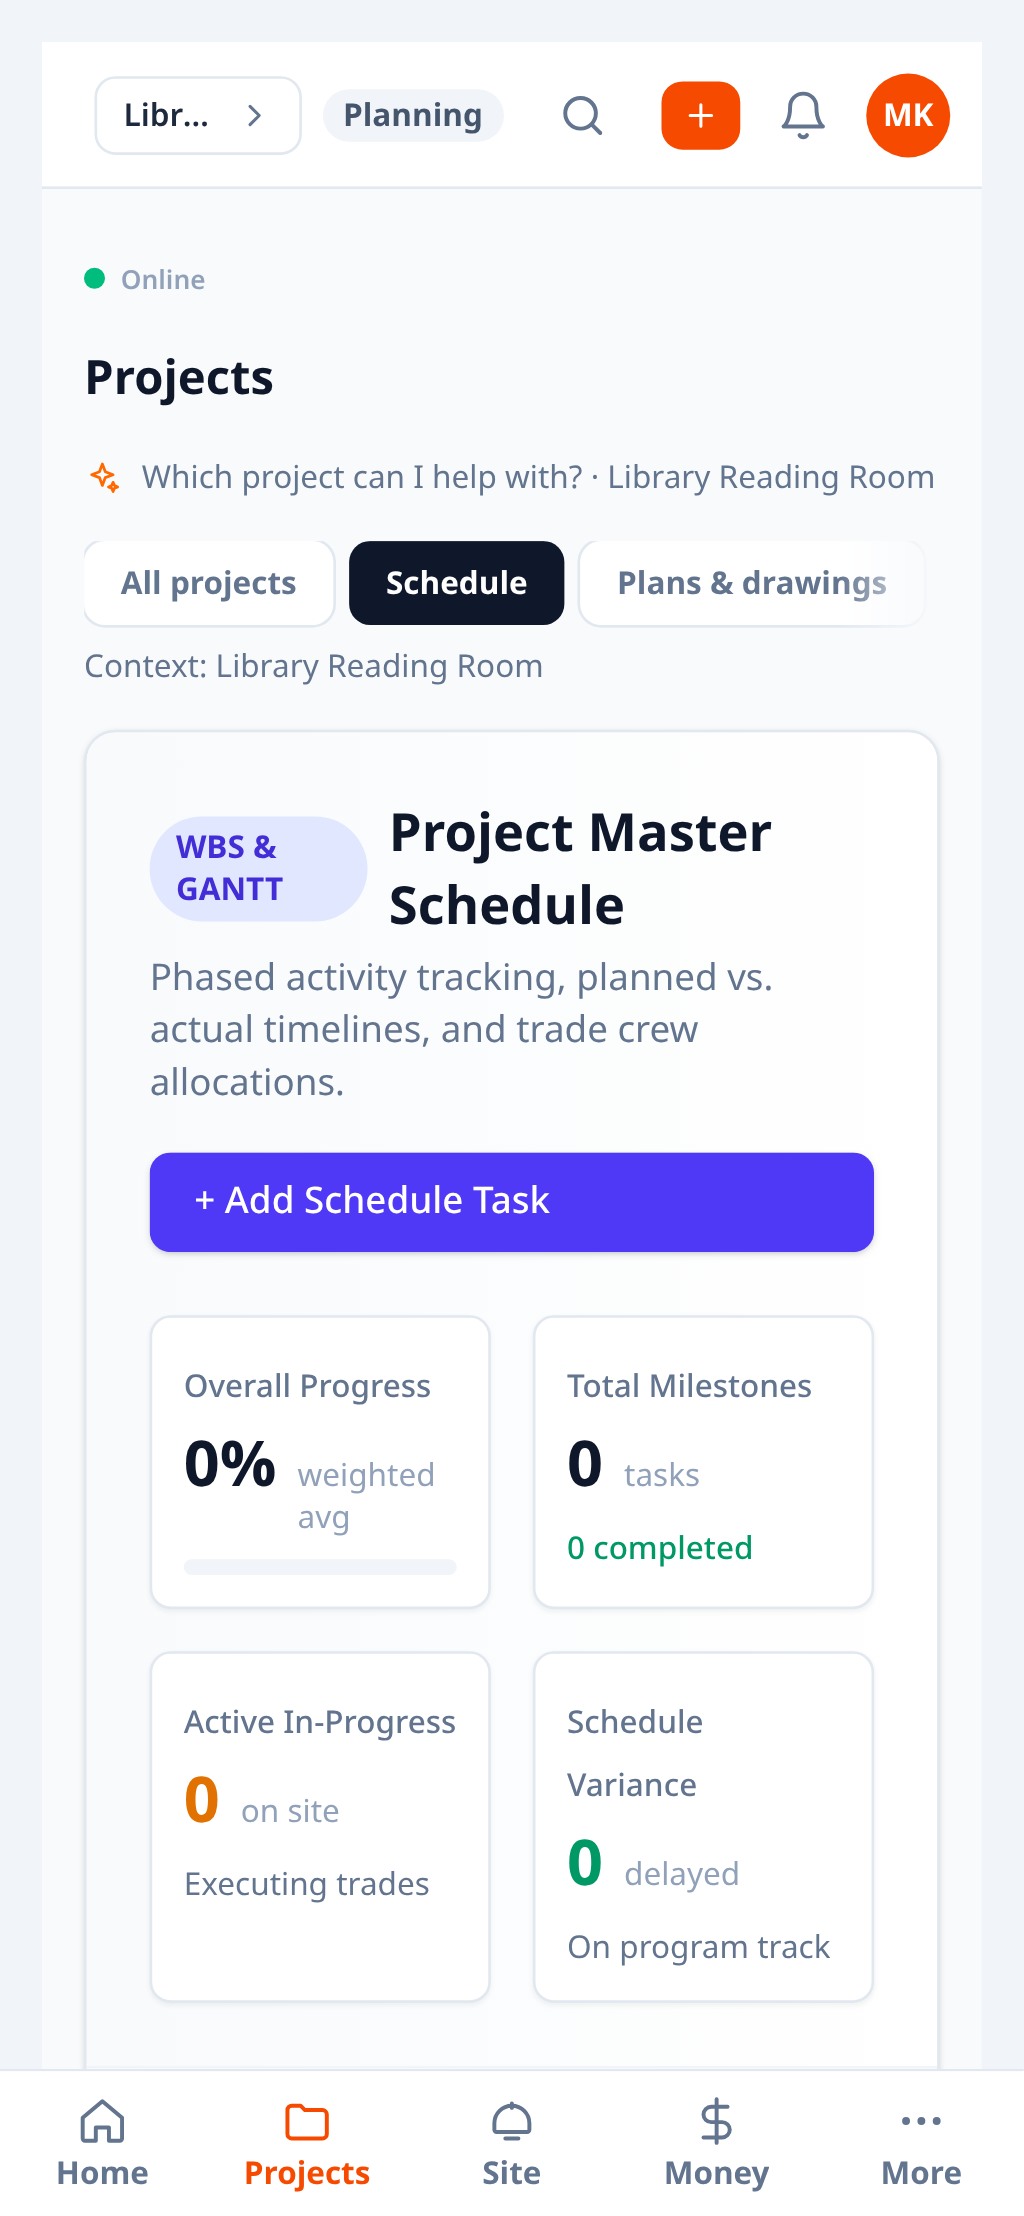 Libr...
Planning
MK
Online
Projects
Which project can I help with? · Library Reading Room
All projects
Schedule
Plans & drawings
Context: Library Reading Room
WBS &
GANTT
Project Master
Schedule
Phased activity tracking, planned vs.
actual timelines, and trade crew
allocations.
+ Add Schedule Task
Overall Progress
0% weighted
avg
Total Milestones
0 tasks
0 completed
Active In-Progress
0 on site
Executing trades
Schedule
Variance
0 delayed
On program track
Home
Projects
Site
Money
More